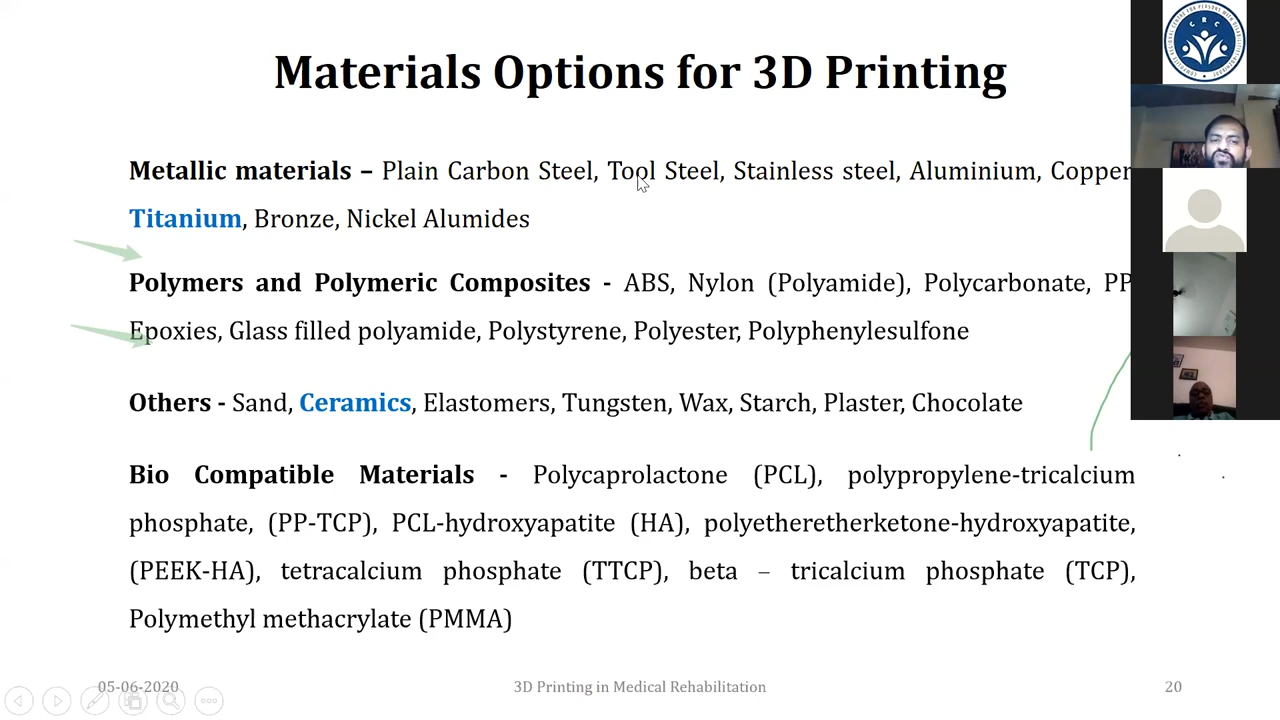 Materials Options for 3D Printing
Metallic materials – Plain Carbon Steel, Tool Steel, Stainless steel, Aluminium, Copper
Titanium, Bronze, Nickel Alumides
Polymers and Polymeric Composites - ABS, Nylon (Polyamide), Polycarbonate, PP
Epoxies, Glass filled polyamide, Polystyrene, Polyester, Polyphenylesulfone
Others - Sand, Ceramics, Elastomers, Tungsten, Wax, Starch, Plaster, Chocolate
Bio Compatible Materials - Polycaprolactone (PCL), polypropylene-tricalcium
phosphate, (PP-TCP), PCL-hydroxyapatite (HA), polyetheretherketone-hydroxyapatite,
(PEEK-HA), tetracalcium phosphate (TTCP), beta – tricalcium phosphate (TCP),
Polymethyl methacrylate (PMMA)
05-06-2020 3D Printing in Medical Rehabilitation 20
CRC